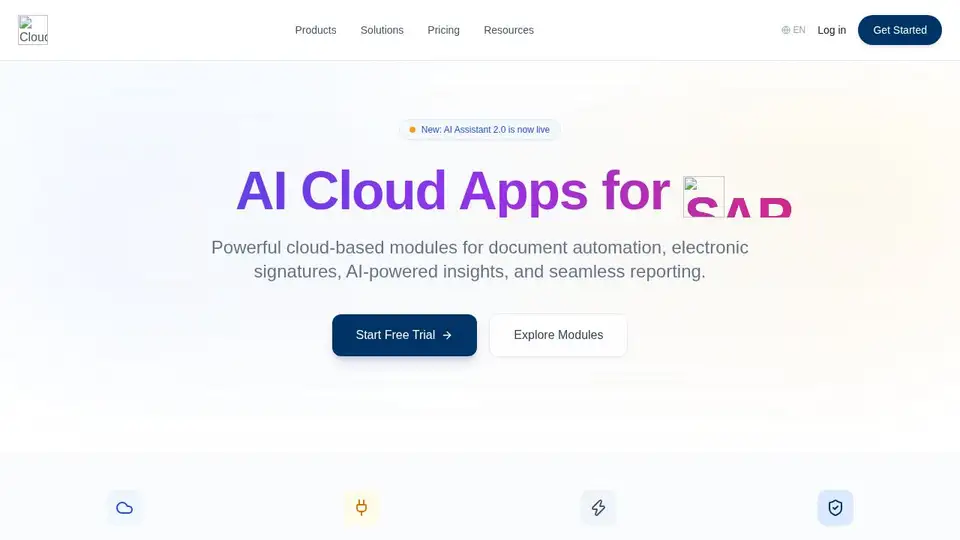 Cloud
Products
Solutions
Pricing
Resources
EN
Log in
Get Started
New: AI Assistant 2.0 is now live
AI Cloud Apps for SAP
Powerful cloud-based modules for document automation, electronic
signatures, AI-powered insights, and seamless reporting.
Start Free Trial
Explore Modules